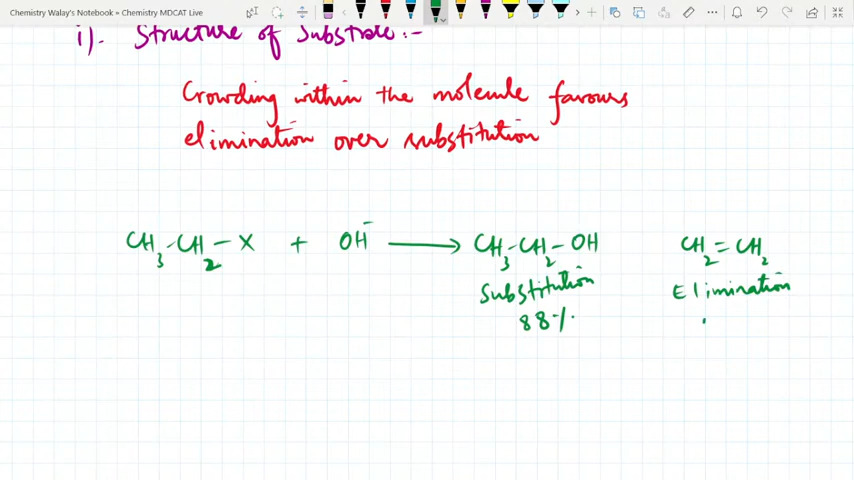 Chemistry Walay's Notebook » Chemistry MDCAT Live
i). Structure of Substrate:-
Crowding within the molecule favours
elimination over substitution
CH₃-CH₂-X + OH⁻ ⟶ CH₃-CH₂-OH CH₂=CH₂
Substitution Elimination
88%